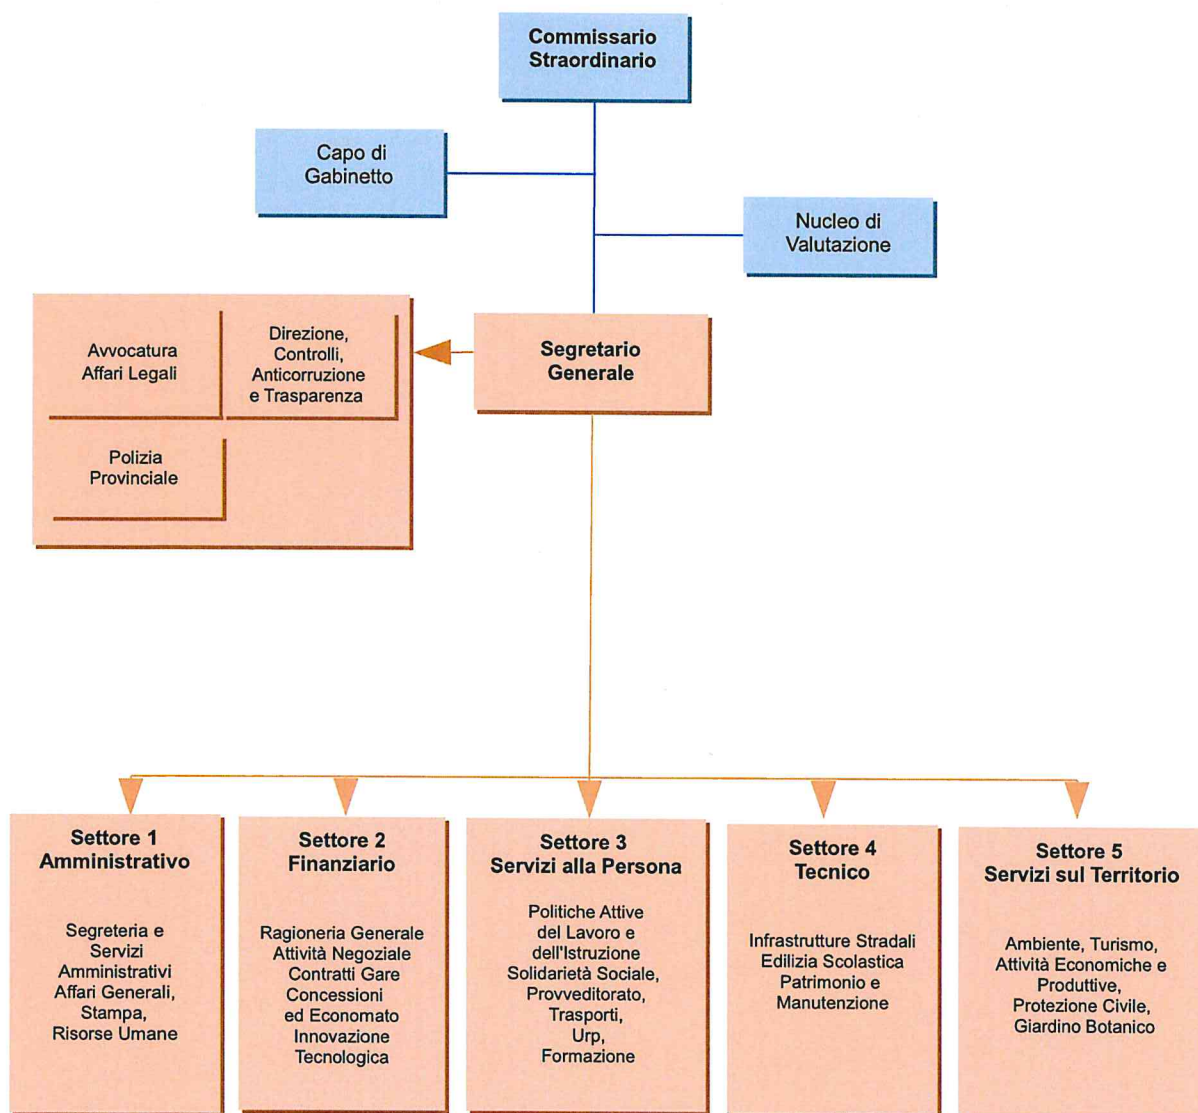 Commissario
Straordinario
Capo di
Gabinetto
Nucleo di
Valutazione
Segretario
Generale
Avvocatura
Affari Legali
Direzione,
Controlli,
Anticorruzione
e Trasparenza
Polizia
Provinciale
Settore 1
Amministrativo
Segreteria e
Servizi
Amministrativi
Affari Generali,
Stampa,
Risorse Umane
Settore 2
Finanziario
Ragioneria Generale
Attività Negoziale
Contratti Gare
Concessioni
ed Economato
Innovazione
Tecnologica
Settore 3
Servizi alla Persona
Politiche Attive
del Lavoro e
dell'Istruzione
Solidarietà Sociale,
Provveditorato,
Trasporti,
Urp,
Formazione
Settore 4
Tecnico
Infrastrutture Stradali
Edilizia Scolastica
Patrimonio e
Manutenzione
Settore 5
Servizi sul Territorio
Ambiente, Turismo,
Attività Economiche e
Produttive,
Protezione Civile,
Giardino Botanico